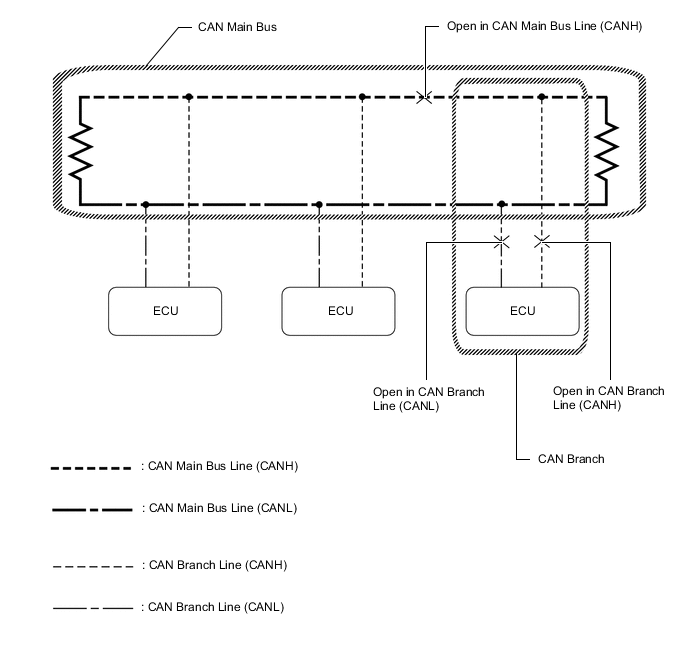 CAN Main Bus
Open in CAN Main Bus Line (CANH)
ECU
ECU
ECU
Open in CAN Branch
Line (CANL)
Open in CAN Branch
Line (CANH)
CAN Branch
: CAN Main Bus Line (CANH)
: CAN Main Bus Line (CANL)
: CAN Branch Line (CANH)
: CAN Branch Line (CANL)